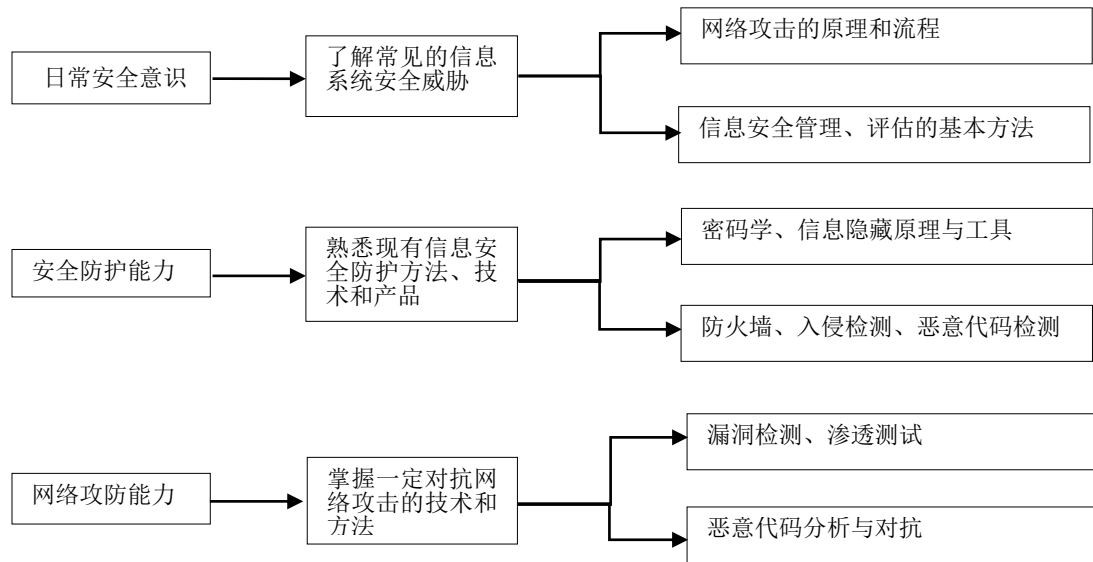 日常安全意识
了解常见的信息
系统安全威胁
网络攻击的原理和流程
信息安全管理、评估的基本方法
安全防护能力
熟悉现有信息安
全防护方法、技
术和产品
密码学、信息隐藏原理与工具
防火墙、入侵检测、恶意代码检测
网络攻防能力
掌握一定对抗网
络攻击的技术和
方法
漏洞检测、渗透测试
恶意代码分析与对抗